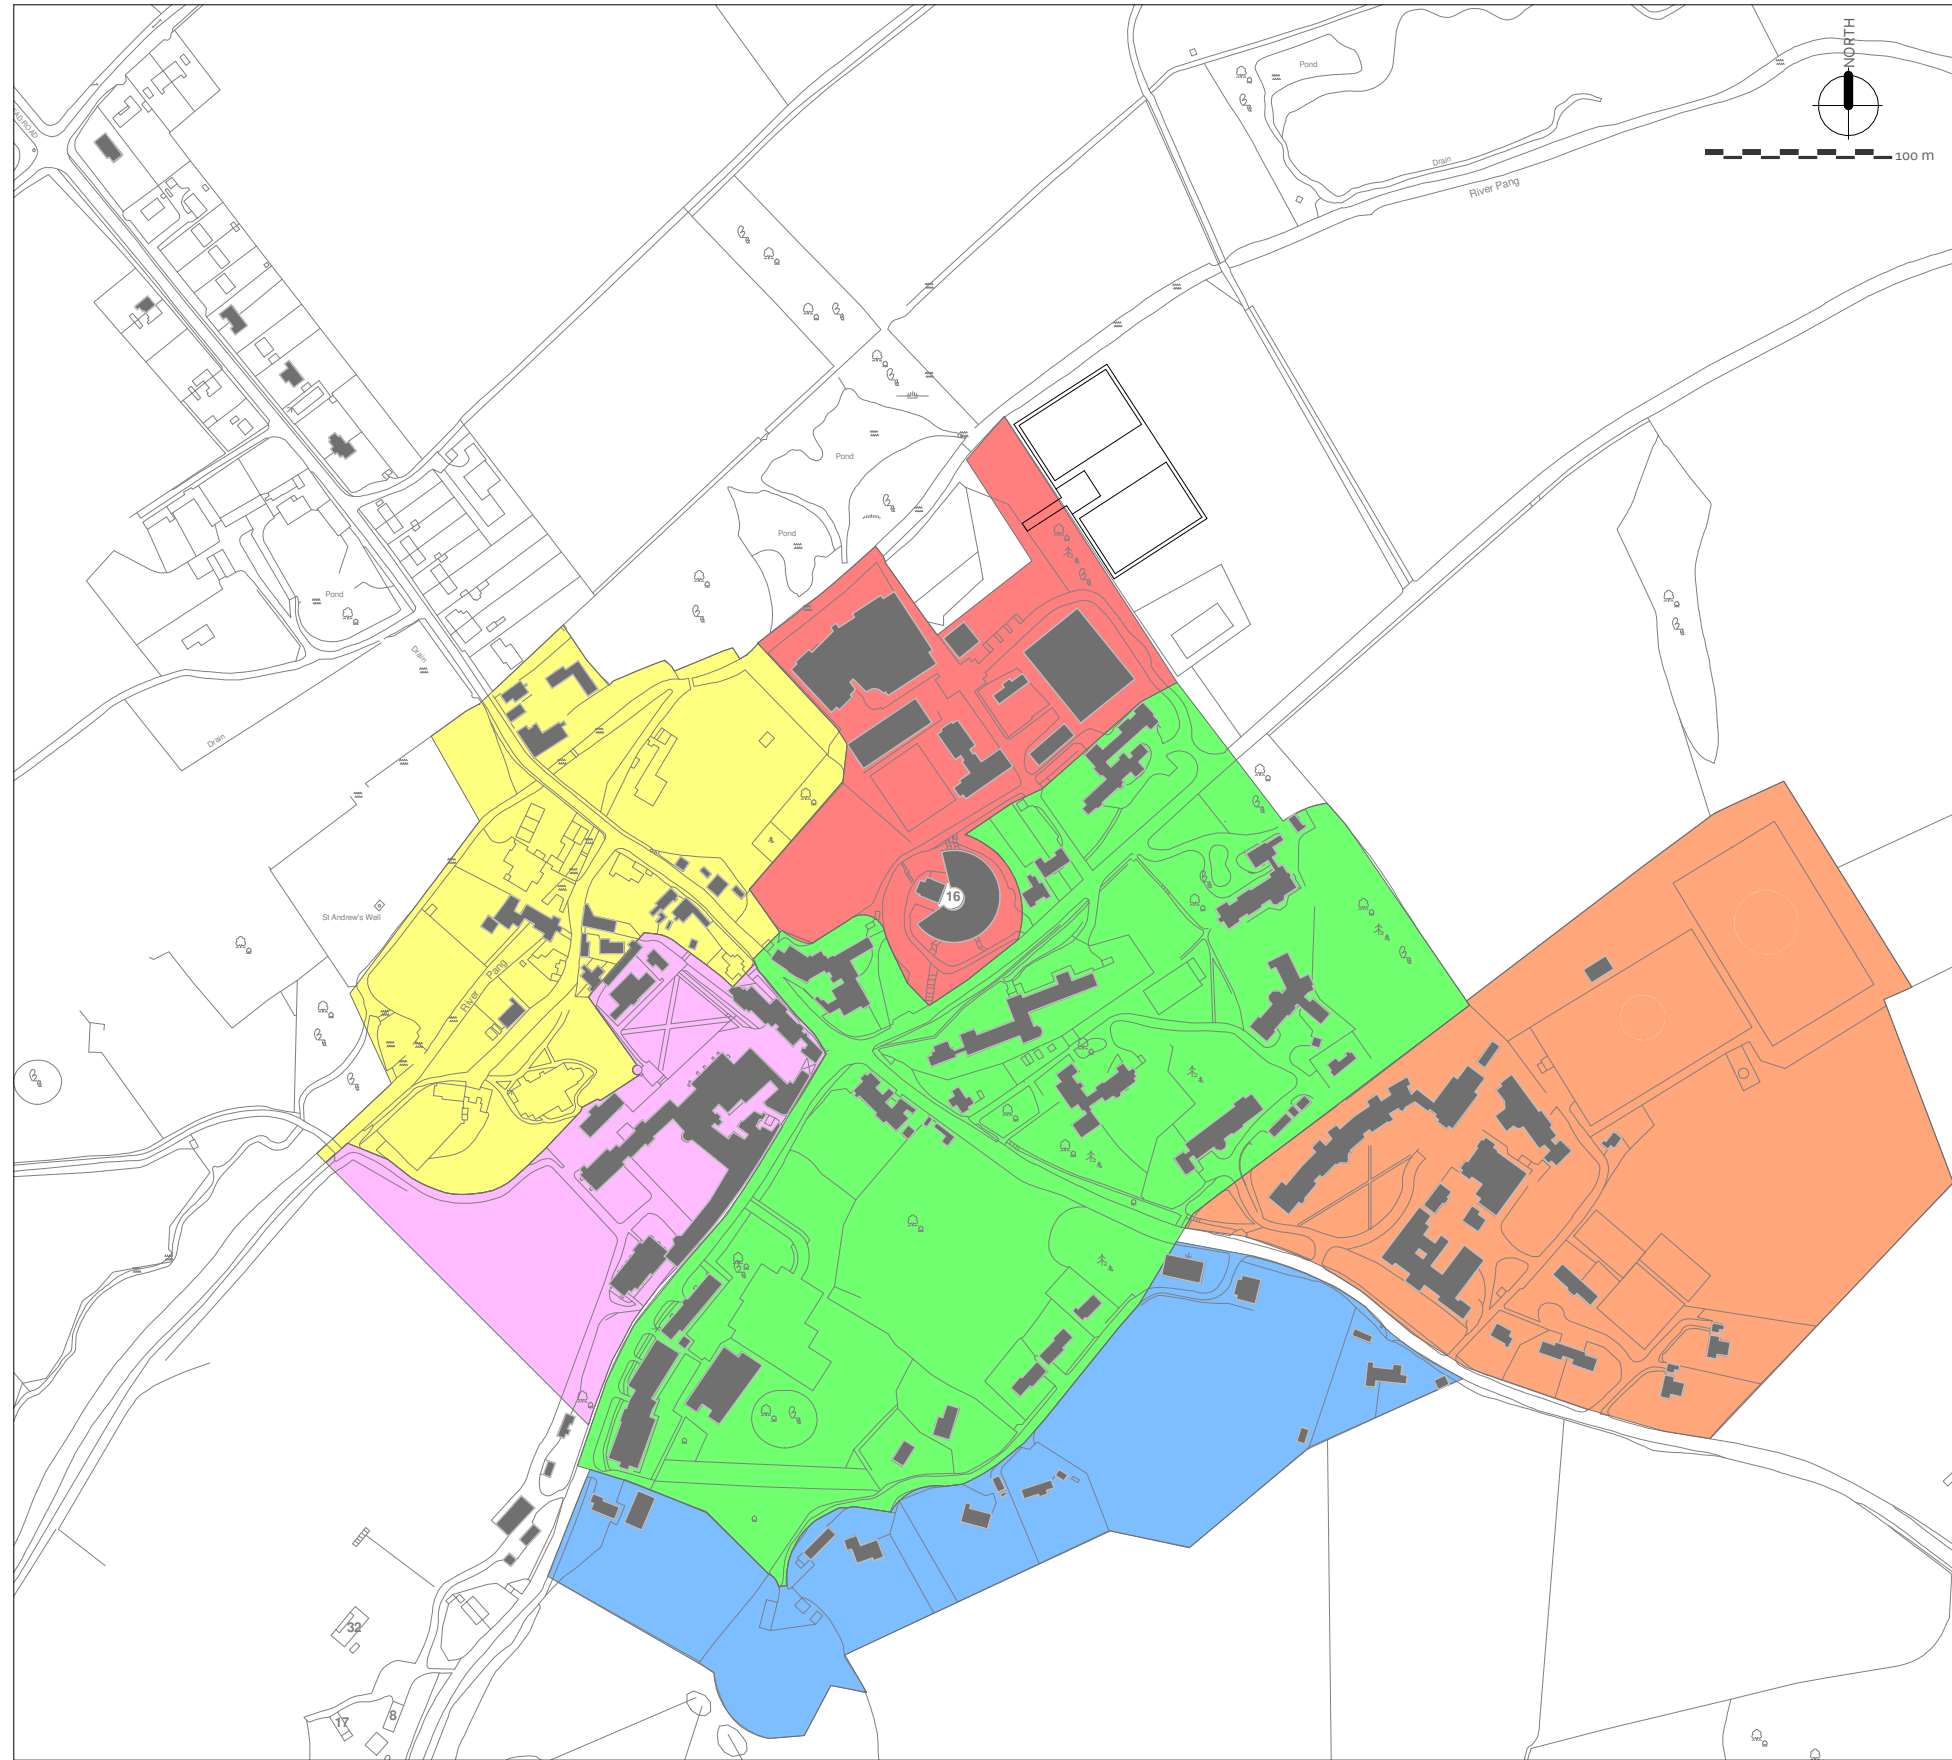 NORTH
100 m
Pond
Drain
River Pang
Pond
Pond
Pond
Drain
Drain
St Andrew's Well
River Pang
16
32
17
8